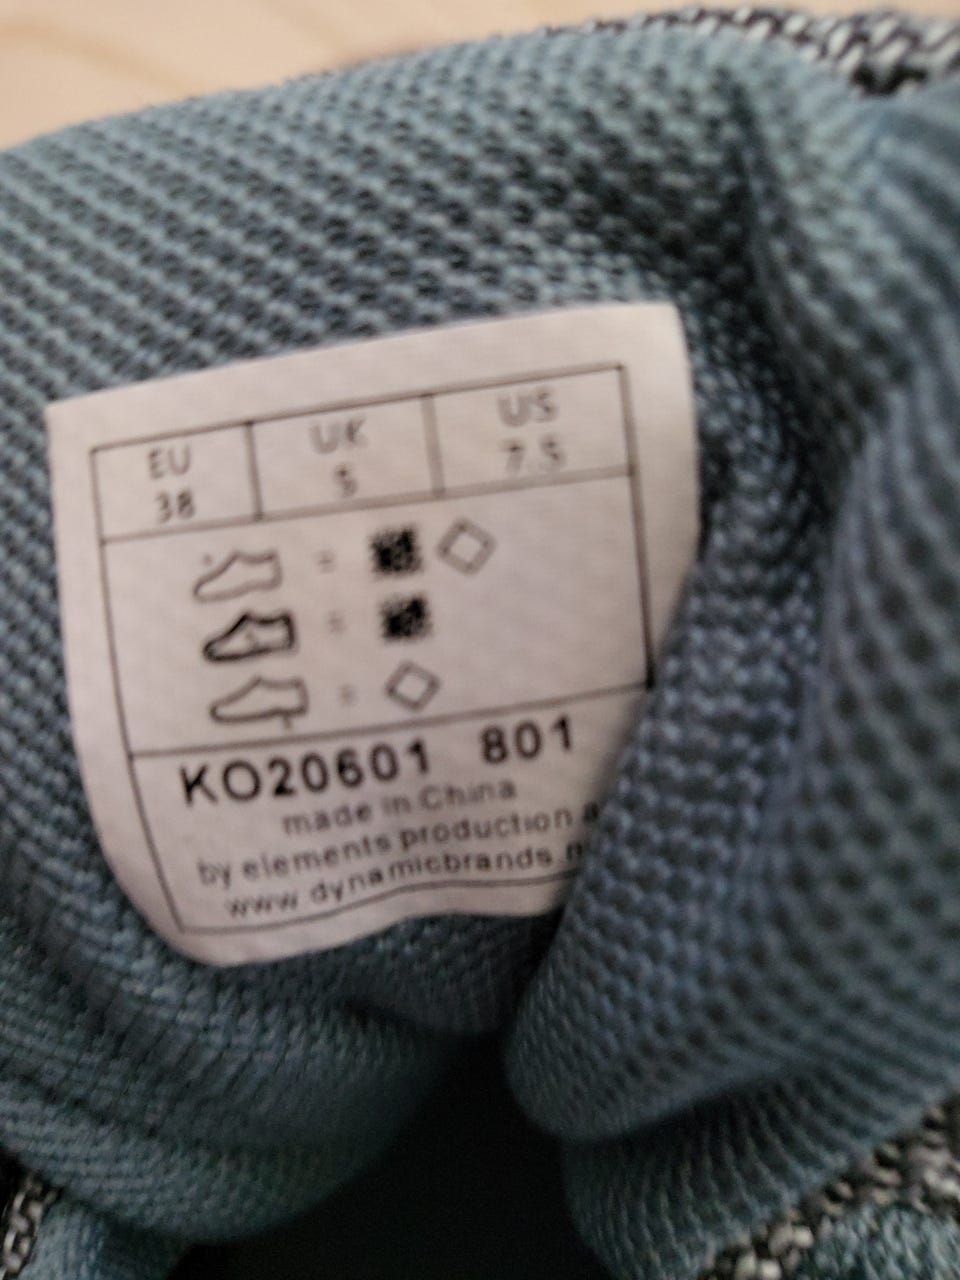 EU UK US
38 5 7.5
= 
=
=
KO20601 801
made in China
by elements production
www.dynamicbrands